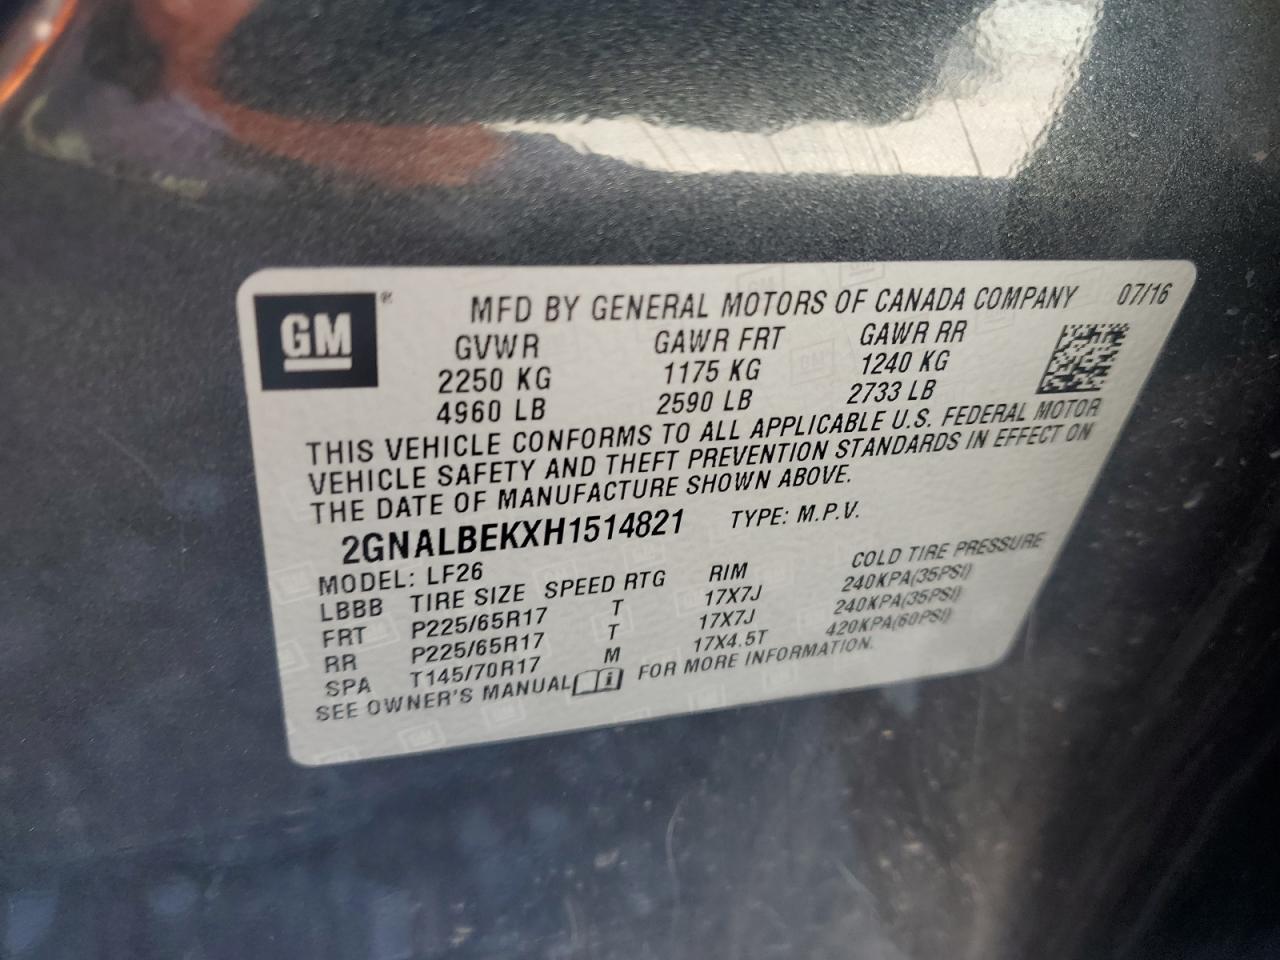 GM ®
MFD BY GENERAL MOTORS OF CANADA COMPANY 07/16
GVWR GAWR FRT GAWR RR
2250 KG 1175 KG 1240 KG
4960 LB 2590 LB 2733 LB
THIS VEHICLE CONFORMS TO ALL APPLICABLE U.S. FEDERAL MOTOR
VEHICLE SAFETY AND THEFT PREVENTION STANDARDS IN EFFECT ON
THE DATE OF MANUFACTURE SHOWN ABOVE.
2GNALBEKXH1514821 TYPE: M.P.V.
MODEL: LF26
LBBB TIRE SIZE SPEED RTG RIM COLD TIRE PRESSURE
FRT P225/65R17 T 17X7J 240KPA(35PSI)
RR P225/65R17 T 17X7J 240KPA(35PSI)
SPA T145/70R17 M 17X4.5T 420KPA(60PSI)
SEE OWNER'S MANUAL FOR MORE INFORMATION.